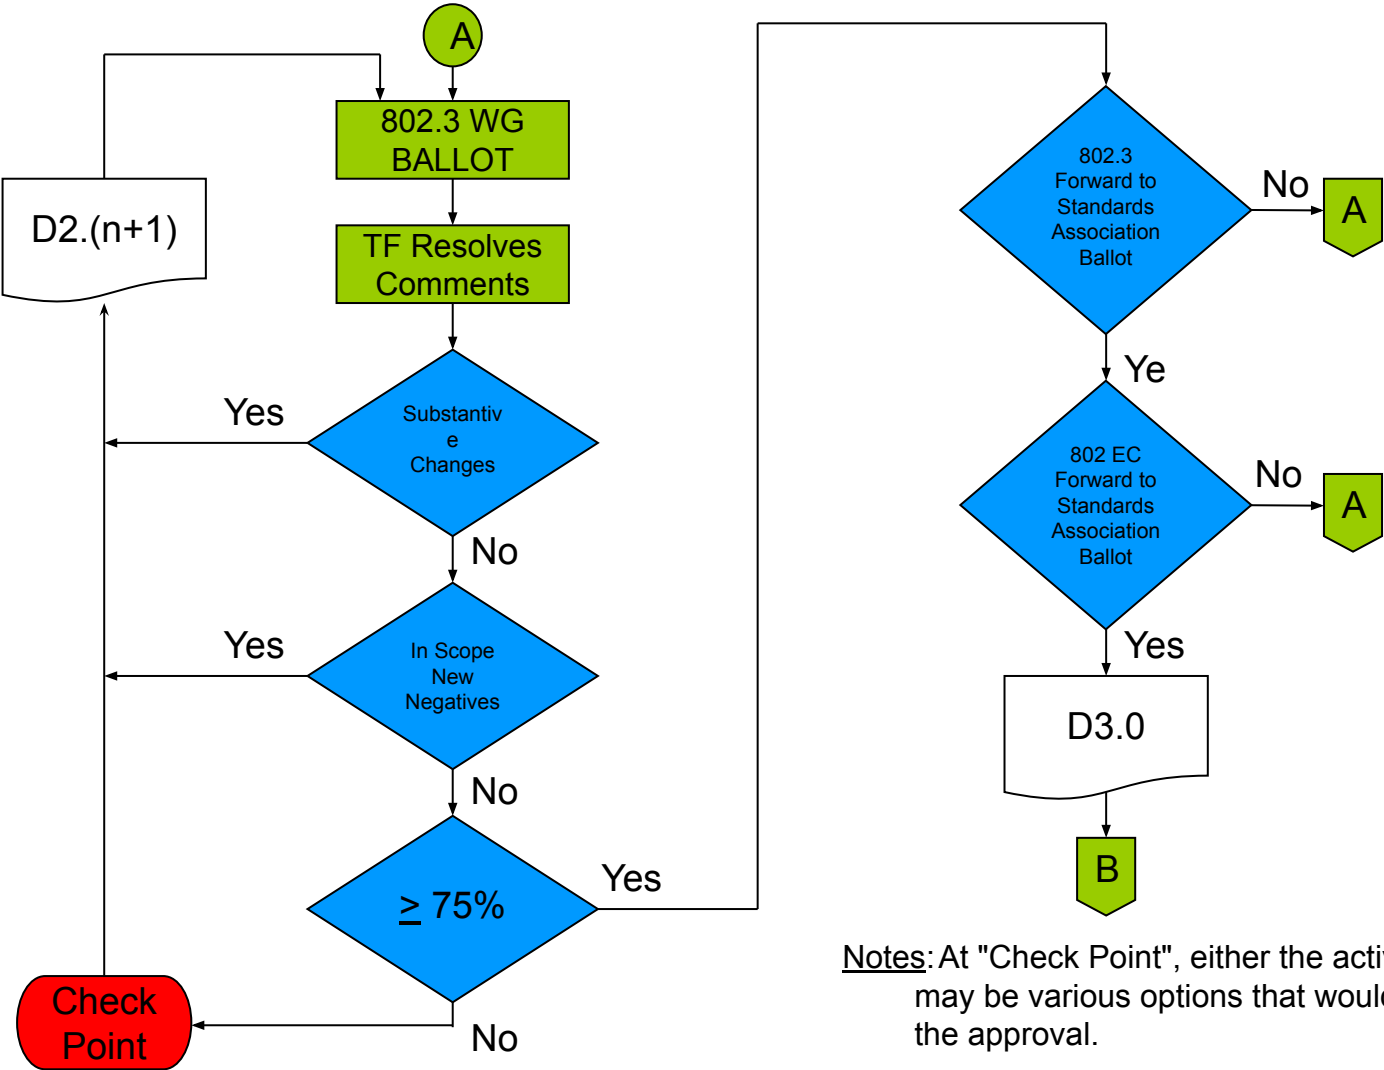 A
802.3 WG
BALLOT
D2.(n+1)
TF Resolves
Comments
Yes
Substantiv
e
Changes
No
Yes
In Scope
New
Negatives
No
≥ 75%
Yes
No
Check
Point
802.3
Forward to
Standards
Association
Ballot
No
A
Ye
802 EC
Forward to
Standards
Association
Ballot
No
A
Yes
D3.0
B
Notes: At "Check Point", either the
may be various options that
the approval.